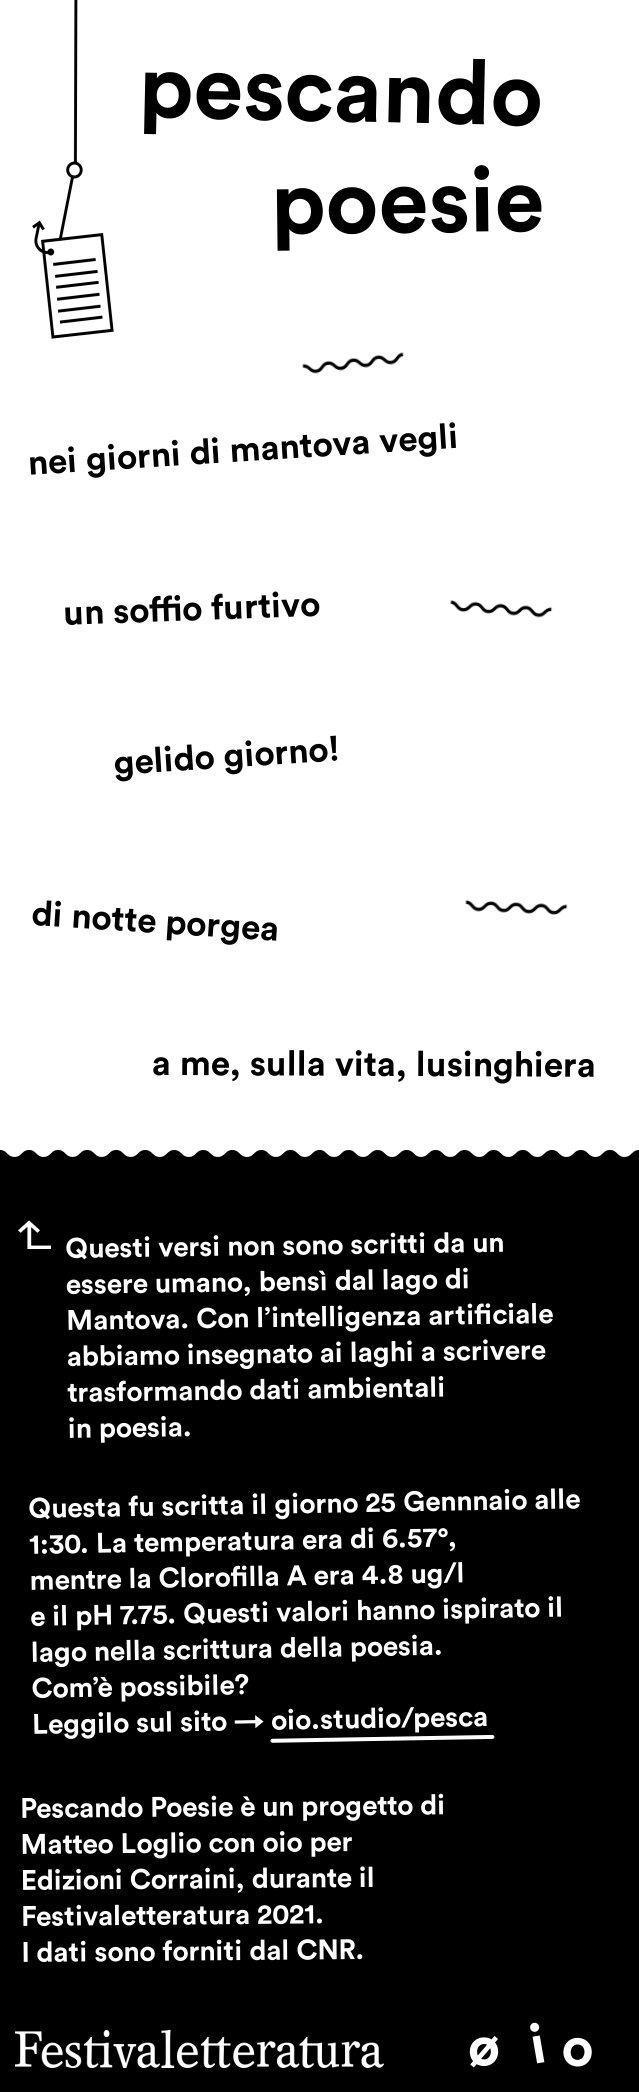 pescando
poesie
nei giorni di mantova vegli
un soffio furtivo
gelido giorno!
di notte porgea
a me, sulla vita, lusinghiera
Questi versi non sono scritti da un
essere umano, bensì dal lago di
Mantova. Con l'intelligenza artificiale
abbiamo insegnato ai laghi a scrivere
trasformando dati ambientali
in poesia.
Questa fu scritta il giorno 25 Gennnaio alle
1:30. La temperatura era di 6.57°,
mentre la Clorofilla A era 4.8 ug/l
e il pH 7.75. Questi valori hanno ispirato il
lago nella scrittura della poesia.
Com'è possibile?
Leggilo sul sito → oio.studio/pesca
Pescando Poesie è un progetto di
Matteo Loglio con oio per
Edizioni Corraini, durante il
Festivaletteratura 2021.
I dati sono forniti dal CNR.
Festivaletteratura ø i o